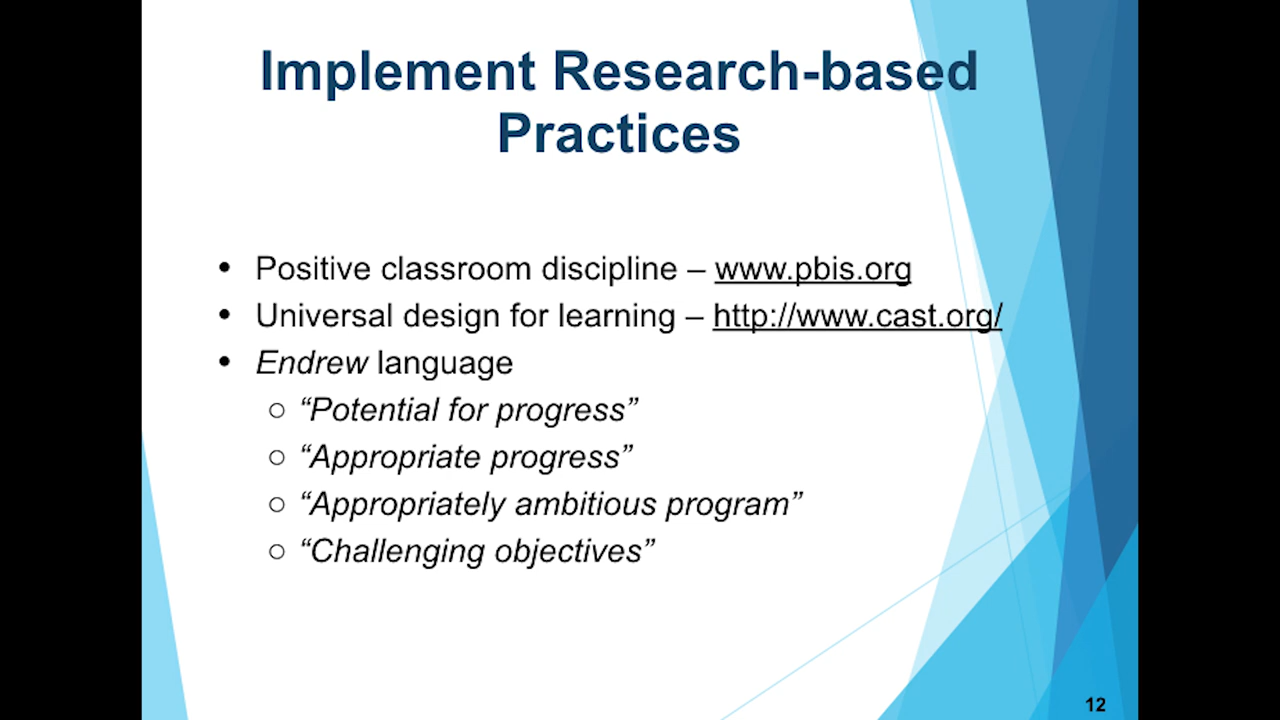 Implement Research-based
Practices
• Positive classroom discipline – www.pbis.org
• Universal design for learning – http://www.cast.org/
• Endrew language
○ “Potential for progress”
○ “Appropriate progress”
○ “Appropriately ambitious program”
○ “Challenging objectives”
12